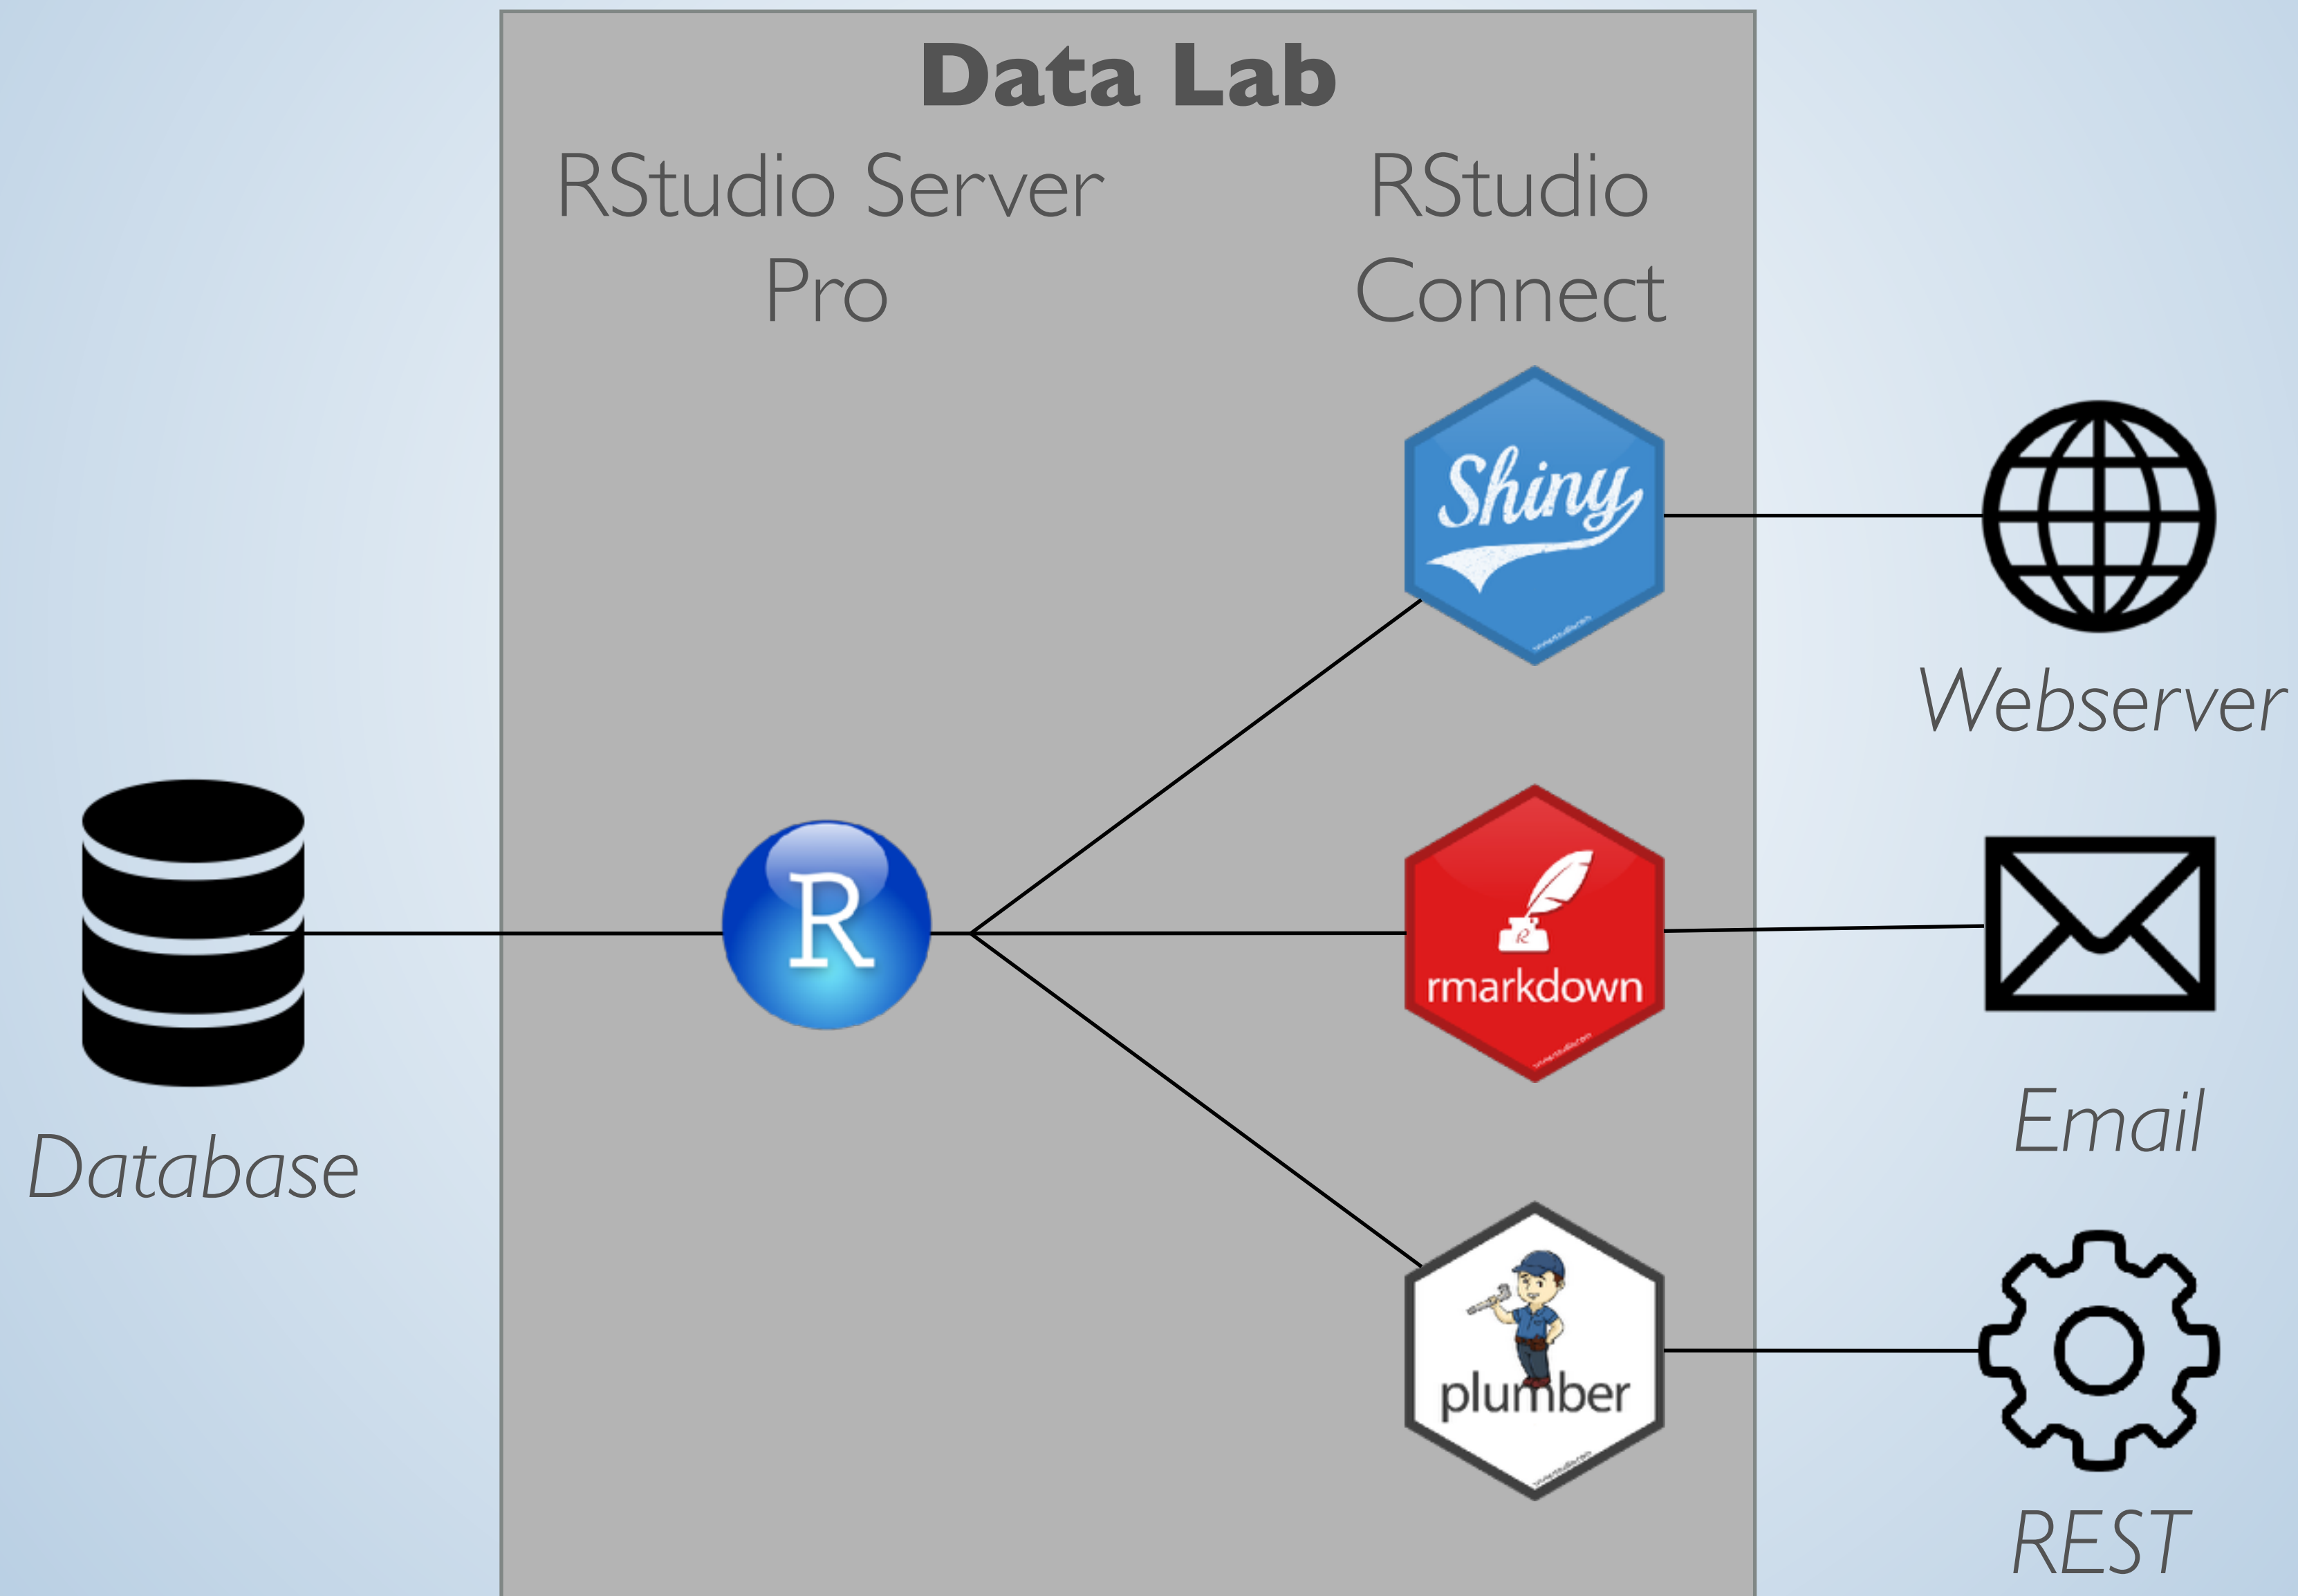 Data Lab
RStudio Server
Pro
RStudio
Connect
Shiny
Webserver
R
rmarkdown
Database
Email
plumber
REST